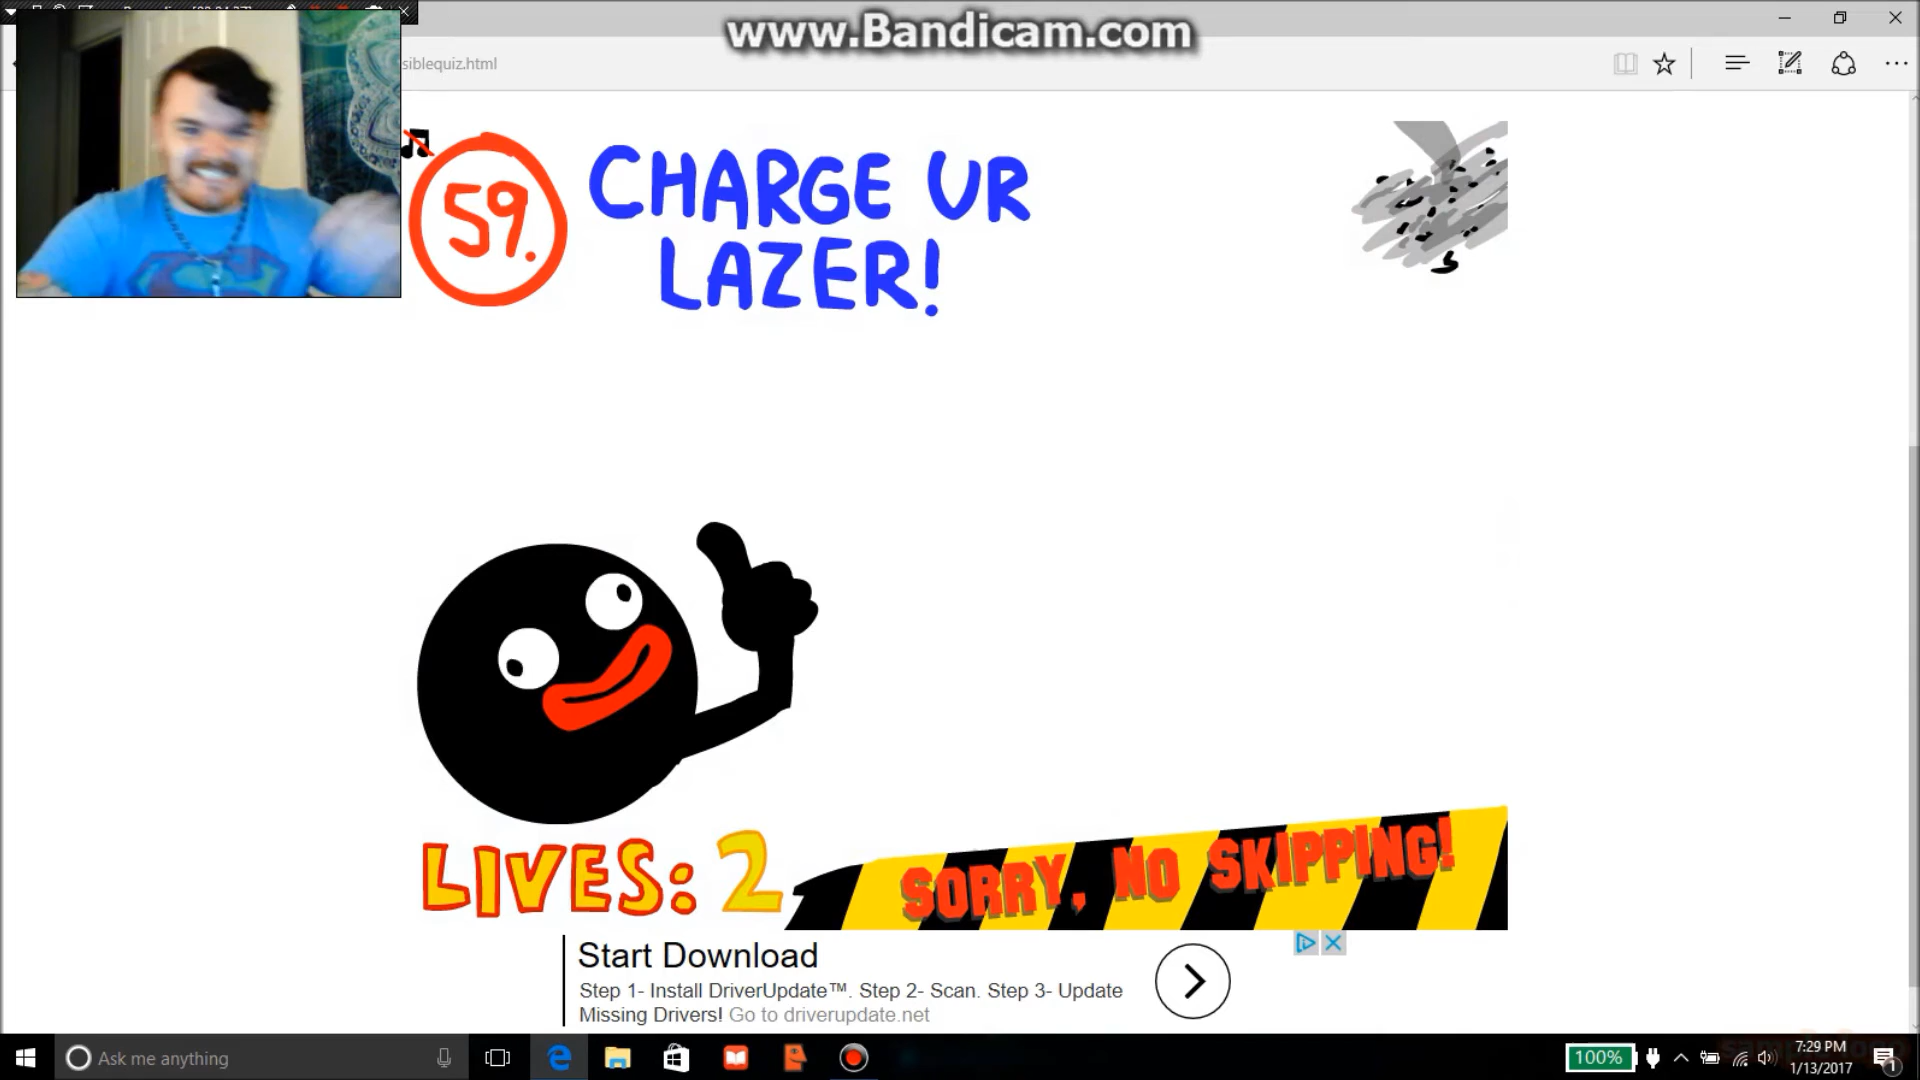 www.Bandicam.com
siblequiz.html
59.
CHARGE UR
LAZER!
LIVES: 2
SORRY, NO SKIPPING!
Start Download
Step 1- Install DriverUpdate™. Step 2- Scan. Step 3- Update
Missing Drivers! Go to driverupdate.net
Ask me anything
100%
7:29 PM
1/13/2017
1